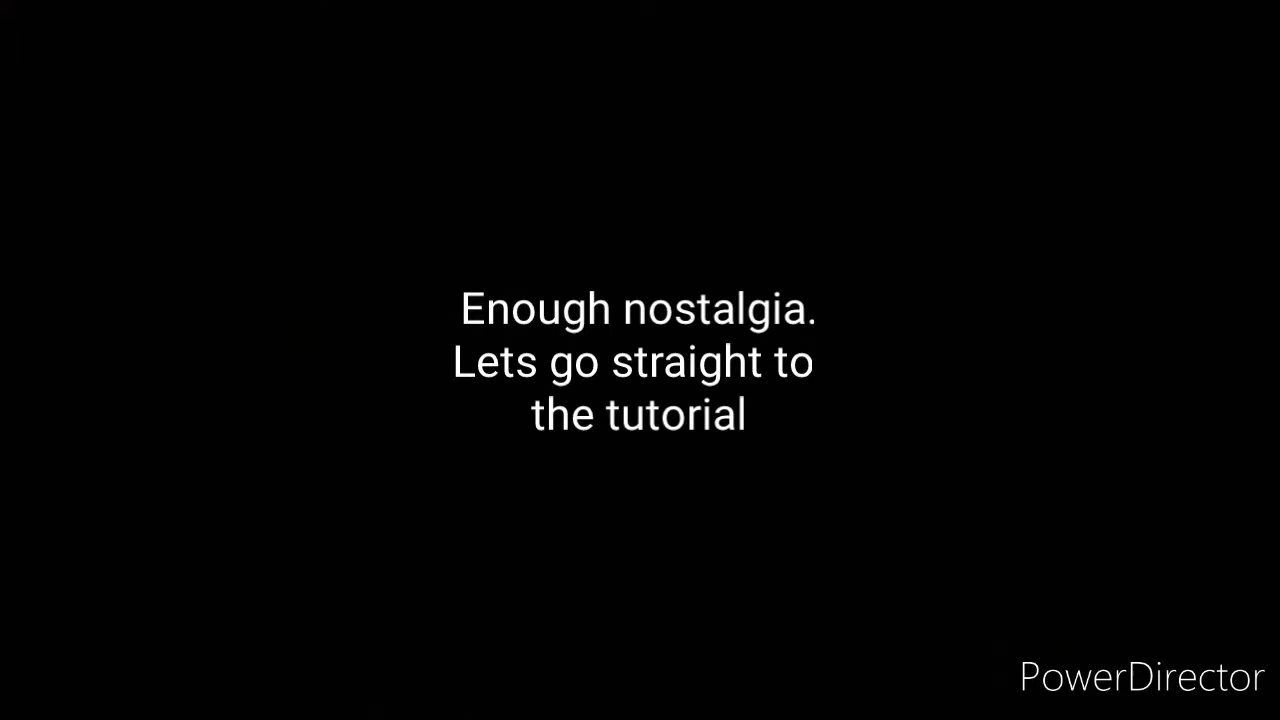 Enough nostalgia.
Lets go straight to
the tutorial
PowerDirector